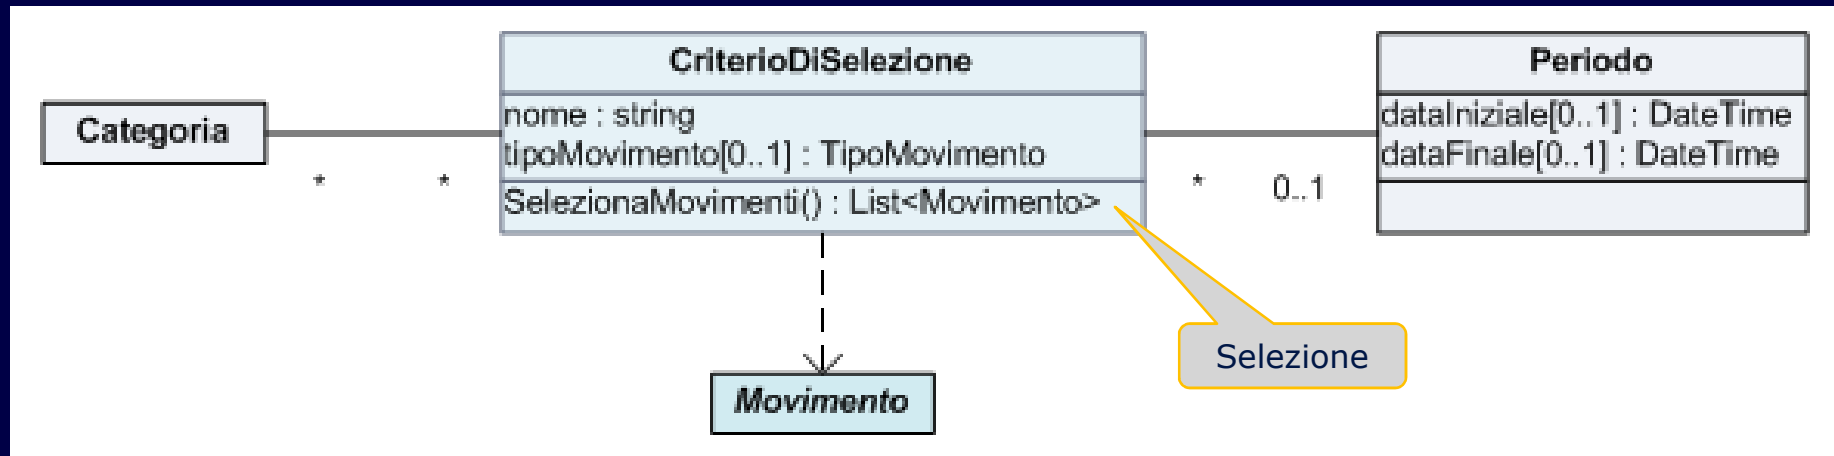 Categoria
*
*
CriterioDiSelezione
nome : string
tipoMovimento[0..1] : TipoMovimento
SelezionaMovimenti() : List<Movimento>
*
0..1
Periodo
dataIniziale[0..1] : DateTime
dataFinale[0..1] : DateTime
Selezione
Movimento